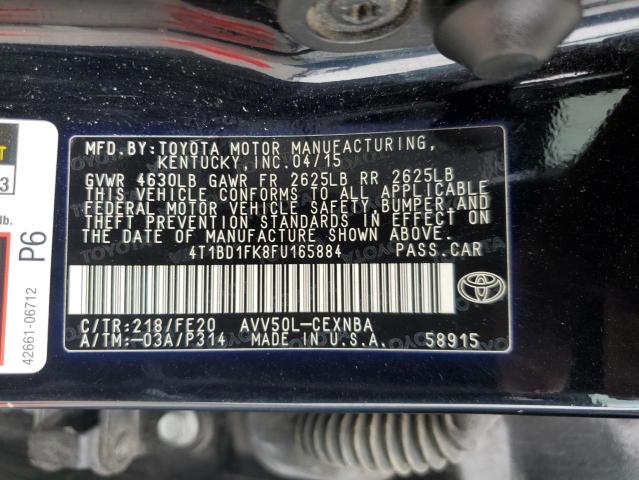 MFD.BY:TOYOTA MOTOR MANUFACTURING,
KENTUCKY,INC.04/15
GVWR 4630LB GAWR FR 2625LB RR 2625LB
THIS VEHICLE CONFORMS TO ALL APPLICABLE
FEDERAL MOTOR VEHICLE SAFETY, BUMPER, AND
THEFT PREVENTION STANDARDS IN EFFECT ON
THE DATE OF MANUFACTURE SHOWN ABOVE.
4T1BD1FK8FU165884 PASS.CAR
C/TR:218/FE20 AVV50L-CEXNBA
A/TM:-03A/P314 MADE IN U.S.A. 58915
P6
42661-06712
lb.
3